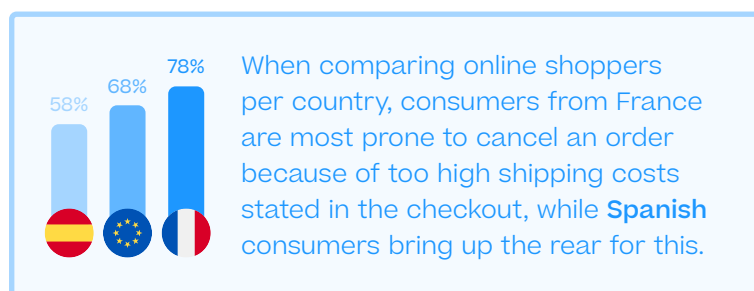 58%
68%
78%
When comparing online shoppers
per country, consumers from France
are most prone to cancel an order
because of too high shipping costs
stated in the checkout, while Spanish
consumers bring up the rear for this.